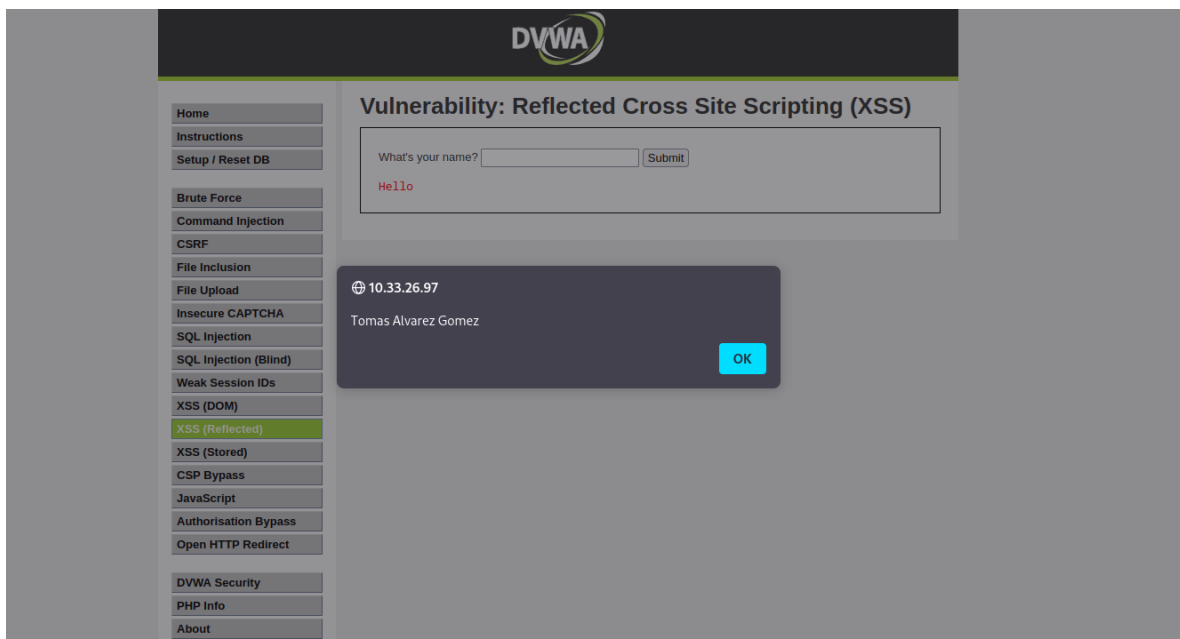 DVWA
Home
Instructions
Setup / Reset DB
Brute Force
Command Injection
CSRF
File Inclusion
File Upload
Insecure CAPTCHA
SQL Injection
SQL Injection (Blind)
Weak Session IDs
XSS (DOM)
XSS (Reflected)
XSS (Stored)
CSP Bypass
JavaScript
Authorisation Bypass
Open HTTP Redirect
DVWA Security
PHP Info
About
Vulnerability: Reflected Cross Site Scripting (XSS)
What's your name? Submit
Hello
10.33.26.97
Tomas Alvarez Gomez
OK